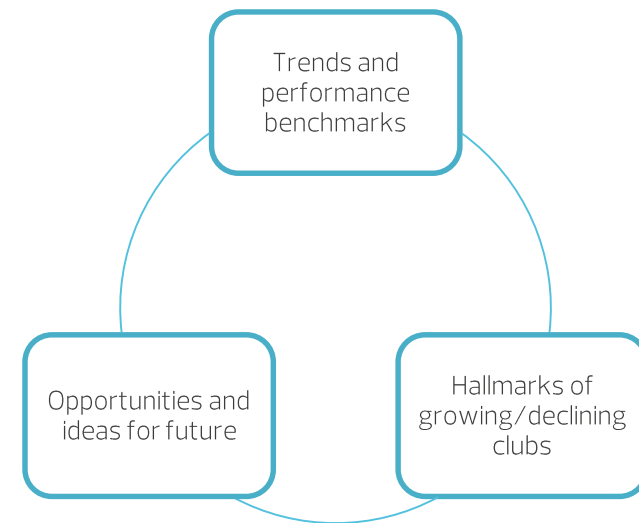 Trends and
performance
benchmarks
Opportunities and
ideas for future
Hallmarks of
growing/declining
clubs